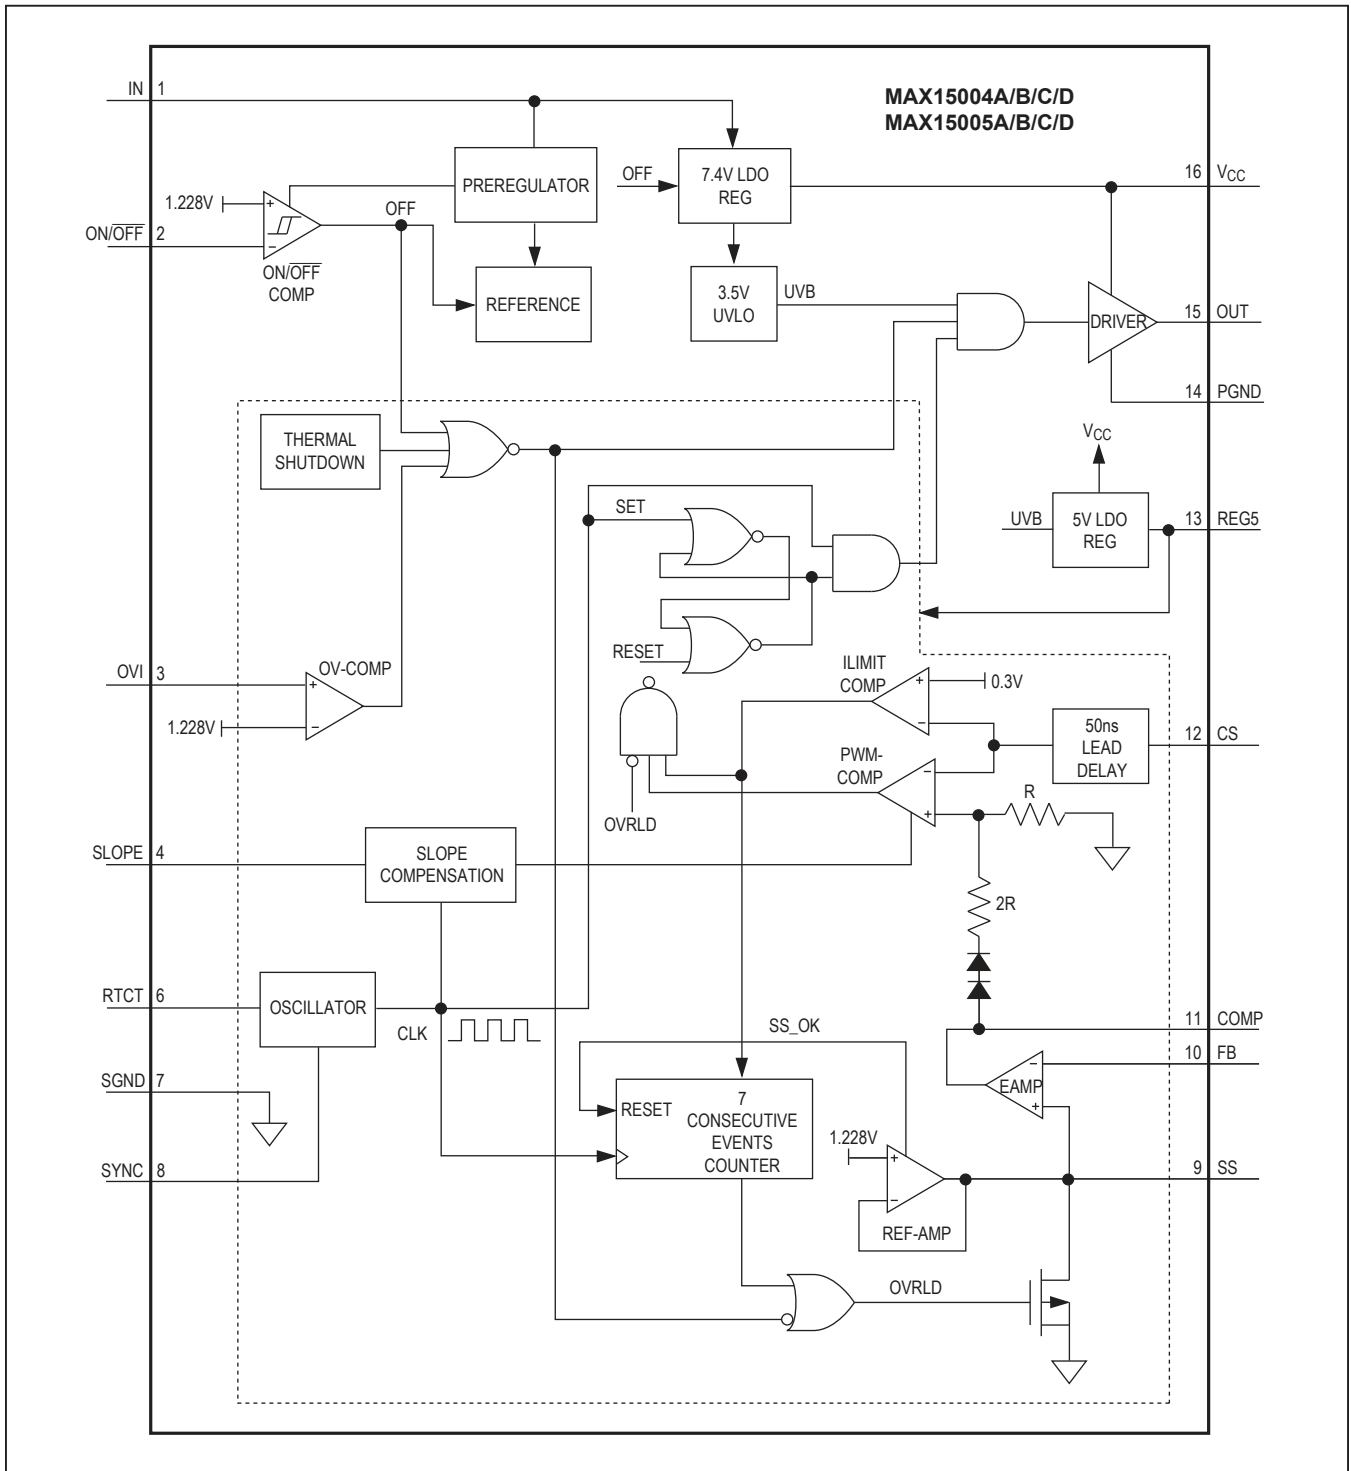 MAX15004A/B/C/D
MAX15005A/B/C/D
IN 1
PREREGULATOR
OFF
7.4V LDO
REG
16 VCC
1.228V
+
−
OFF
ON/OFF 2
ON/OFF
COMP
REFERENCE
3.5V
UVLO
UVB
DRIVER
15 OUT
14 PGND
THERMAL
SHUTDOWN
VCC
SET
UVB
5V LDO
REG
13 REG5
RESET
OVI 3
OV-COMP
+
−
1.228V
ILIMIT
COMP
+
−
0.3V
50ns
LEAD
DELAY
12 CS
PWM-
COMP
−
+
R
OVRLD
SLOPE 4
SLOPE
COMPENSATION
2R
RTCT 6
OSCILLATOR
CLK
SS_OK
11 COMP
10 FB
EAMP
−
+
SGND 7
RESET
7
CONSECUTIVE
EVENTS
COUNTER
1.228V
+
−
REF-AMP
SYNC 8
9 SS
OVRLD